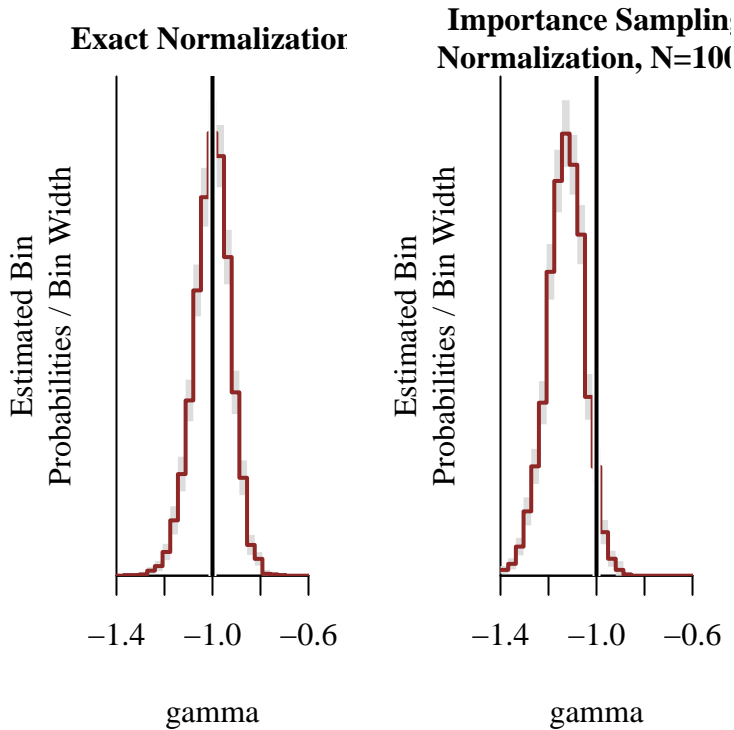 Exact Normalization
Estimated Bin
Probabilities / Bin Width
−1.4 −1.0 −0.6
gamma
Importance Sampling
Normalization, N=100
Estimated Bin
Probabilities / Bin Width
−1.4 −1.0 −0.6
gamma